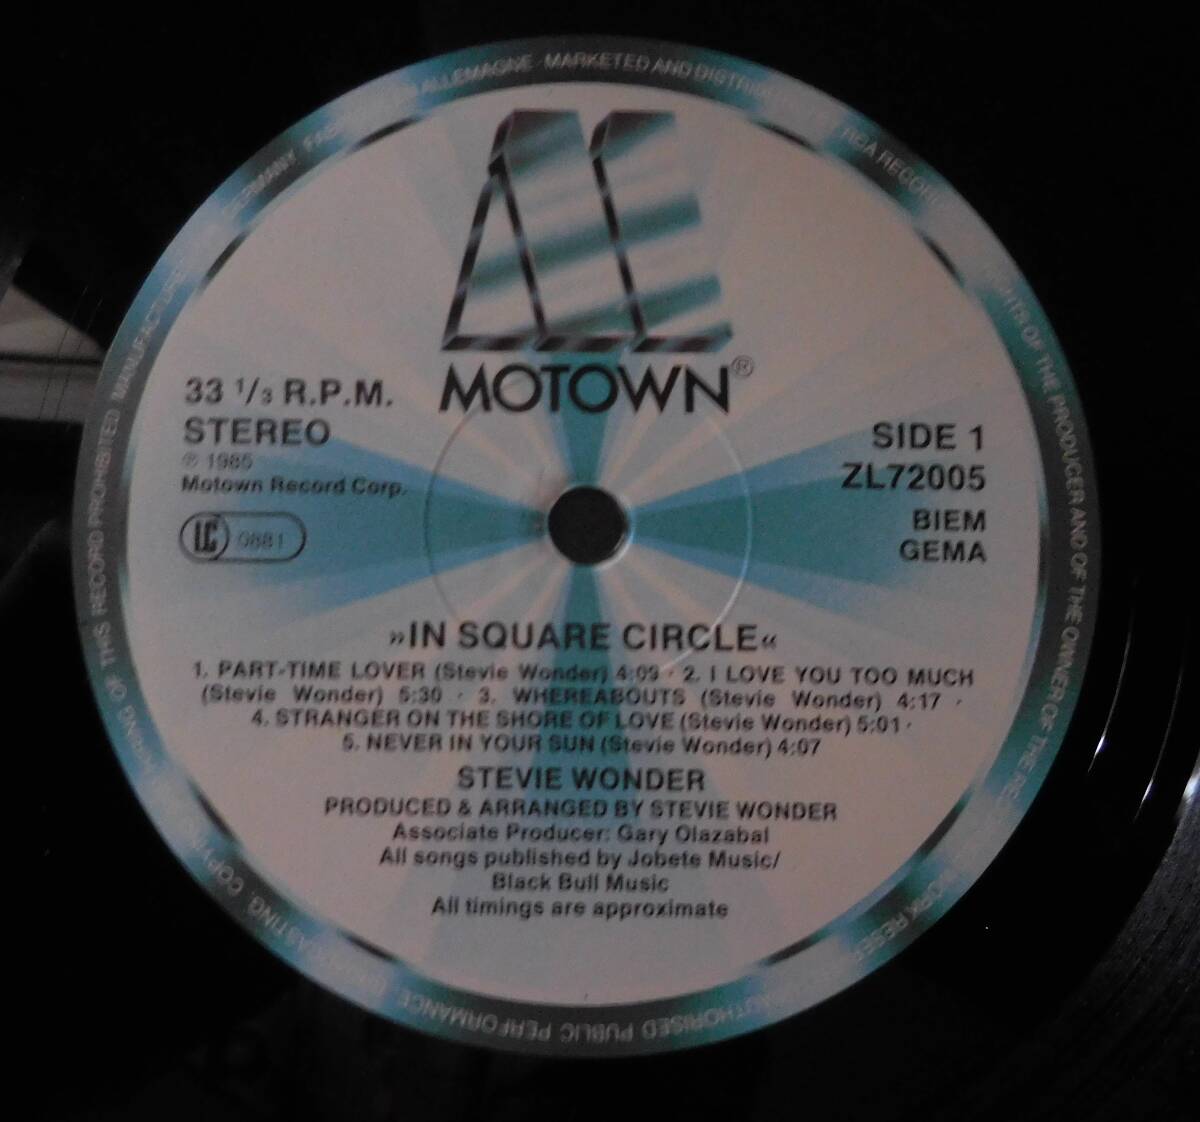 MOTOWN®
33 1/3 R.P.M.
STEREO
℗ 1985
Motown Record Corp.
LC 0881
SIDE 1
ZL72005
BIEM
GEMA
»IN SQUARE CIRCLE«
1. PART-TIME LOVER (Stevie Wonder) 4:09 · 2. I LOVE YOU TOO MUCH
(Stevie Wonder) 5:30 · 3. WHEREABOUTS (Stevie Wonder) 4:17 ·
4. STRANGER ON THE SHORE OF LOVE (Stevie Wonder) 5:01 ·
5. NEVER IN YOUR SUN (Stevie Wonder) 4:07
STEVIE WONDER
PRODUCED & ARRANGED BY STEVIE WONDER
Associate Producer: Gary Olazabal
All songs published by Jobete Music/
Black Bull Music
All timings are approximate
ALLEMAGNE · MARKETED AND RCA RECORDS OF THE PRODUCER AND OF THE OWNER OF THE PUBLIC PERFORMANCE OF THIS RECORD PROHIBITED